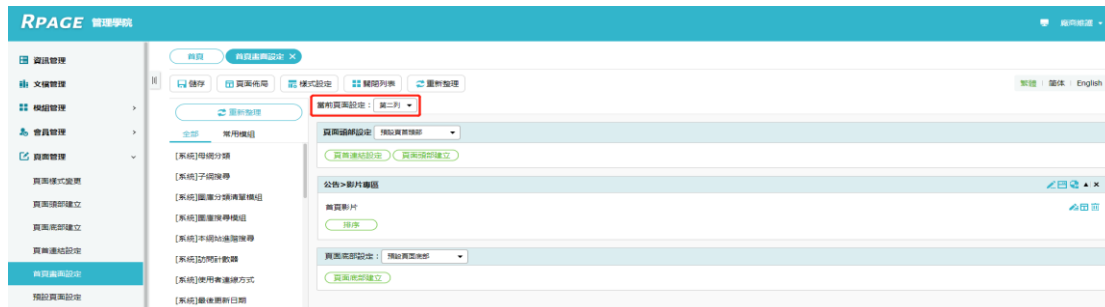 RPAGE 管理學院
廠商維護
資訊管理
文檔管理
模組管理
會員管理
頁面管理
頁面樣式變更
頁面頭部建立
頁面底部建立
頁首連結設定
首頁畫面設定
預設頁面設定
首頁 首頁畫面設定
儲存 頁面佈局 樣式設定 關閉列表 重新整理
繁體 | 简体 | English
重新整理
全部 常用模組
[系統]母網分類
[系統]子網搜尋
[系統]圖庫分類清單模組
[系統]圖庫搜尋模組
[系統]本網站進階搜尋
[系統]訪問計數器
[系統]使用者連線方式
[系統]最後更新日期
當前頁面設定: 第二列
頁面頭部設定 預設頁面頭部
頁首連結設定 頁面頭部建立
公告>影片專區
首頁影片
排序
頁面底部設定: 預設頁面底部
頁面底部建立